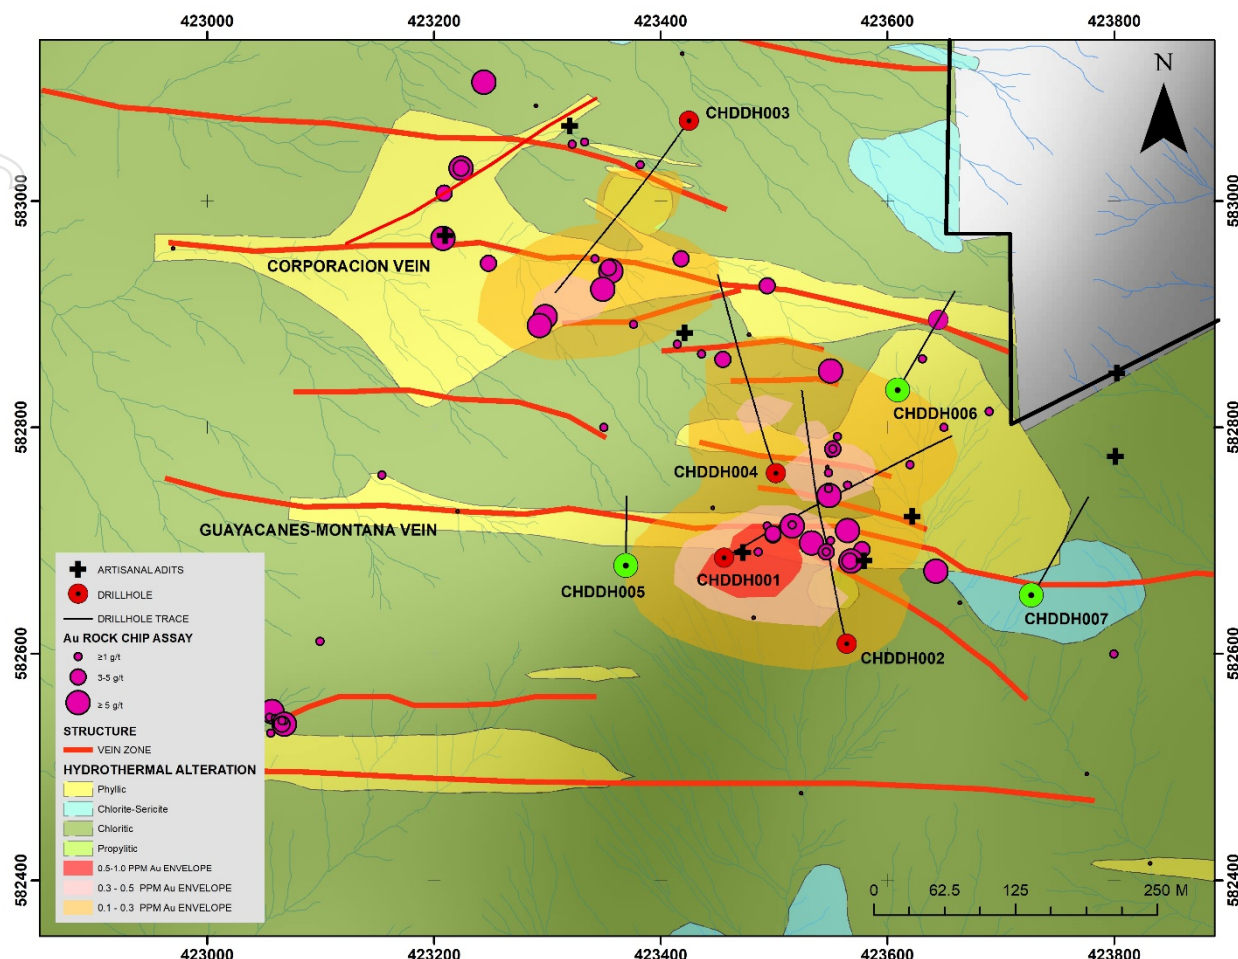 423000 423200 423400 423600 423800
N
CHDDH003
583000 583000
CORPORACION VEIN
CHDDH006
582800 582800
CHDDH004
GUAYACANES-MONTANA VEIN
CHDDH001
CHDDH005
CHDDH007
CHDDH002
582600 582600
ARTISANAL ADITS
DRILLHOLE
DRILLHOLE TRACE
Au ROCK CHIP ASSAY
≥1 g/t
3-5 g/t
≥ 5 g/t
STRUCTURE
VEIN ZONE
HYDROTHERMAL ALTERATION
Phyllic
Chlorite-Sericite
Chloritic
Propylitic
0.5-1.0 PPM Au ENVELOPE
0.3 - 0.5 PPM Au ENVELOPE
0.1 - 0.3 PPM Au ENVELOPE
582400 582400
0 62.5 125 250 M
423000 423200 423400 423600 423800